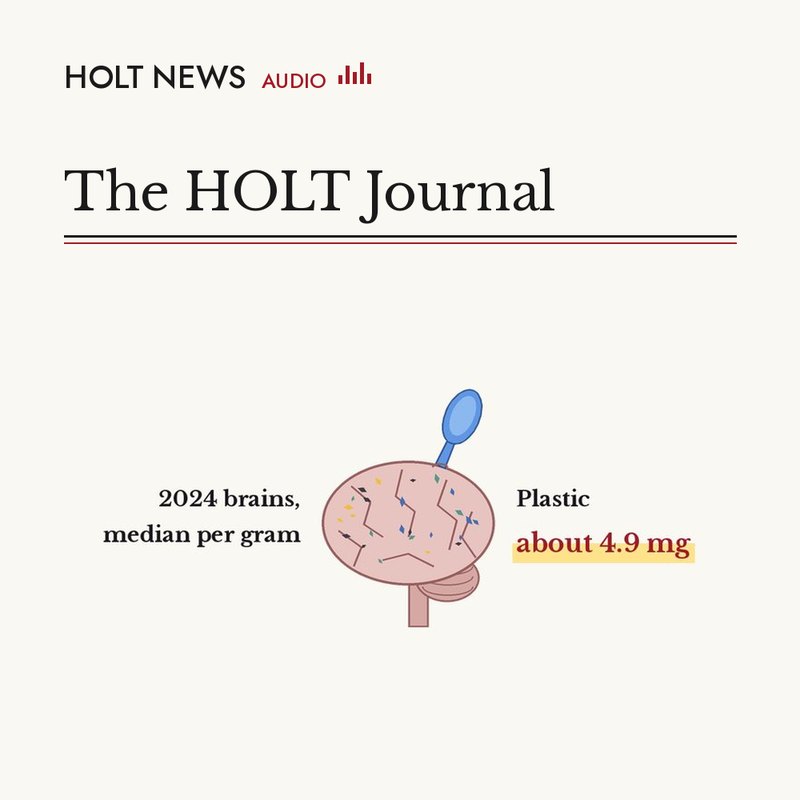 HOLT NEWS AUDIO
The HOLT Journal
2024 brains,
median per gram
Plastic
about 4.9 mg